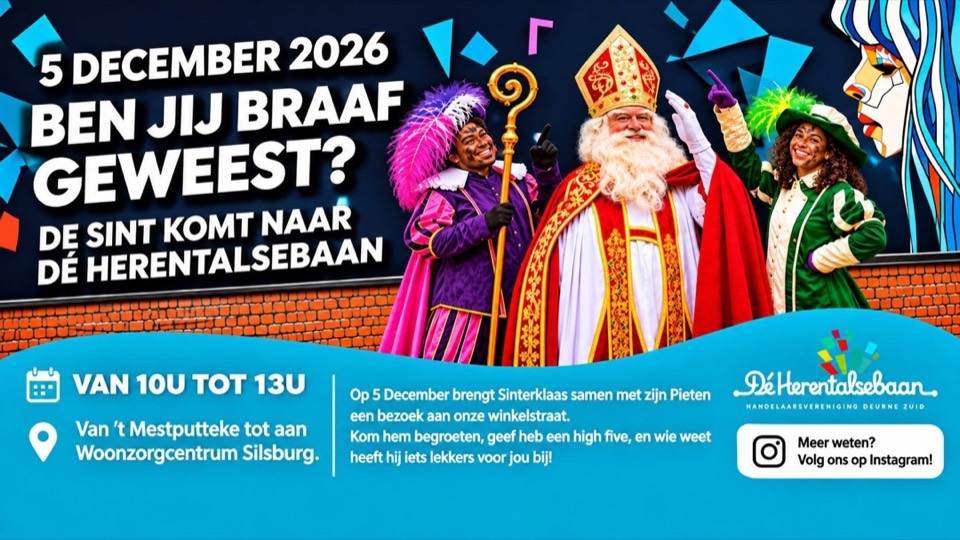 5 DECEMBER 2026
BEN JIJ BRAAF
GEWEEST?
DE SINT KOMT NAAR
DÉ HERENTALSEBAAN
VAN 10U TOT 13U
Van 't Mestputteke tot aan
Woonzorgcentrum Silsburg.
Op 5 December brengt Sinterklaas samen met zijn Pieten
een bezoek aan onze winkelstraat.
Kom hem begroeten, geef heb een high five, en wie weet
heeft hij iets lekkers voor jou bij!
Dé Herentalsebaan
HANDELAARSVERENIGING DEURNE ZUID
Meer weten?
Volg ons op Instagram!